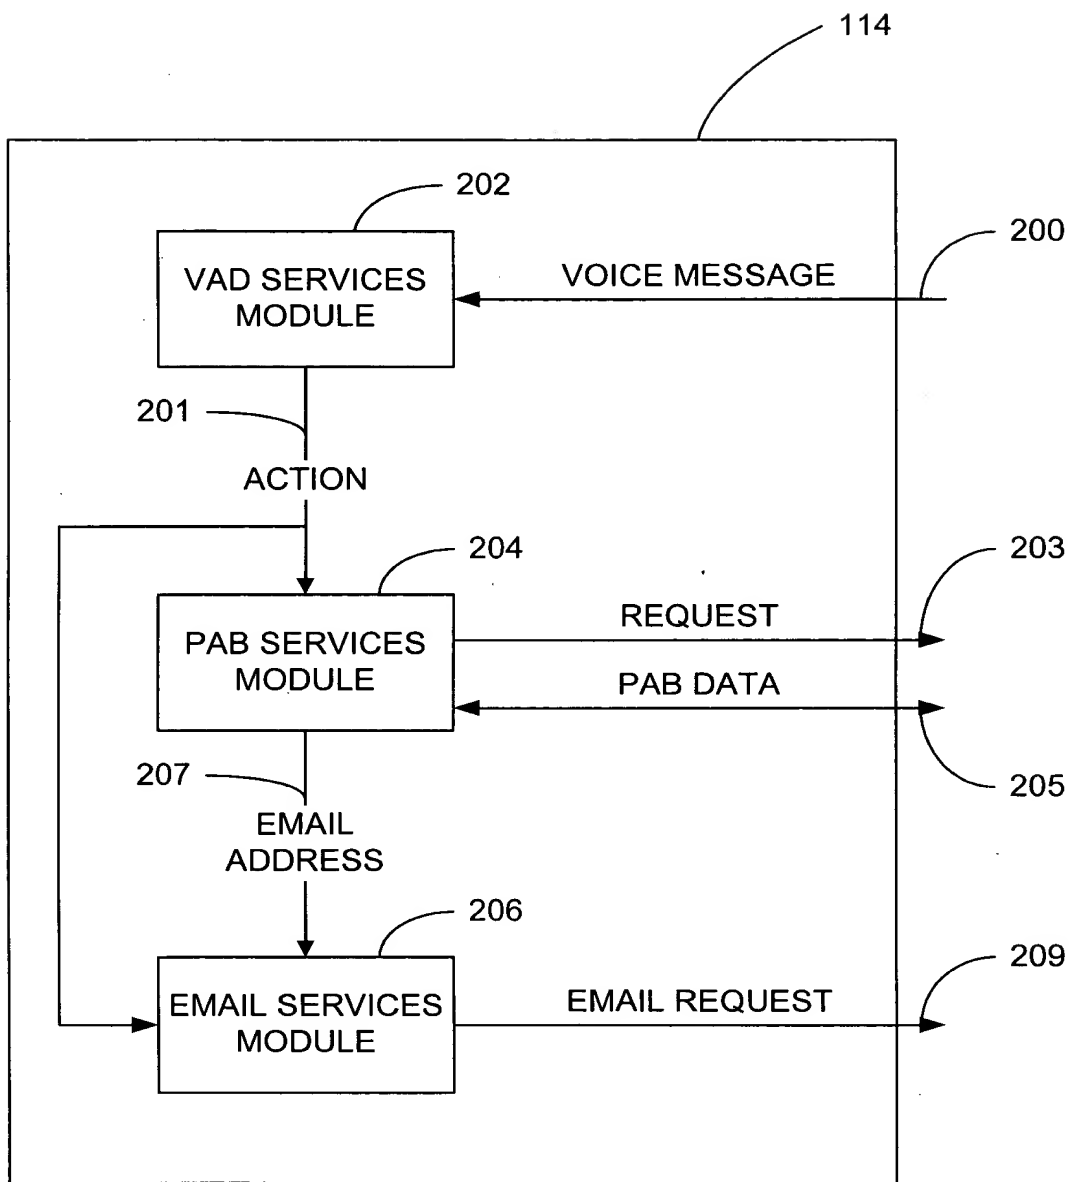 114
202
VAD SERVICES
MODULE
VOICE MESSAGE
200
201
ACTION
204
PAB SERVICES
MODULE
REQUEST
203
PAB DATA
205
207
EMAIL
ADDRESS
206
EMAIL SERVICES
MODULE
EMAIL REQUEST
209